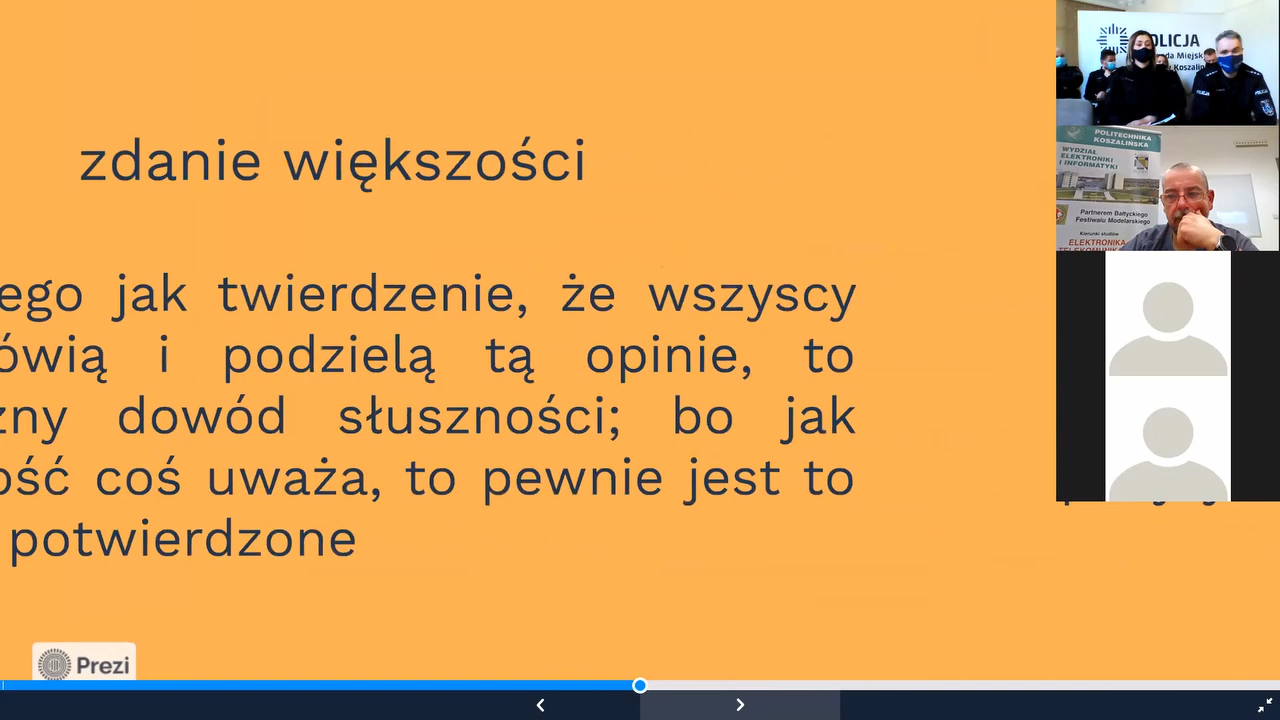 zdanie większości
ego jak twierdzenie, że wszyscy
ówią i podzielą tą opinie, to
zny dowód słuszności; bo jak
ość coś uważa, to pewnie jest to
potwierdzone
Prezi
POLICJA
Koszalin
POLITECHNIKA
KOSZALIŃSKA
WYDZIAŁ
ELEKTRONIKI
I INFORMATYKI
Partnerem Bałtyckiego
Festiwalu Modelarskiego
Kierunki studiów
ELEKTRONIKA